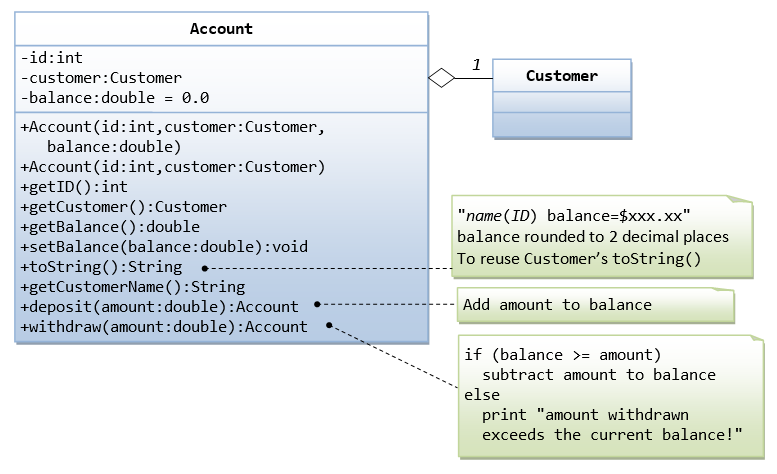 Account
-id:int
-customer:Customer
-balance:double = 0.0
+Account(id:int,customer:Customer,
balance:double)
+Account(id:int,customer:Customer)
+getID():int
+getCustomer():Customer
+getBalance():double
+setBalance(balance:double):void
+toString():String
+getCustomerName():String
+deposit(amount:double):Account
+withdraw(amount:double):Account
1
Customer
"name(ID) balance=$xxx.xx"
balance rounded to 2 decimal places
To reuse Customer's toString()
Add amount to balance
if (balance >= amount)
subtract amount to balance
else
print "amount withdrawn
exceeds the current balance!"